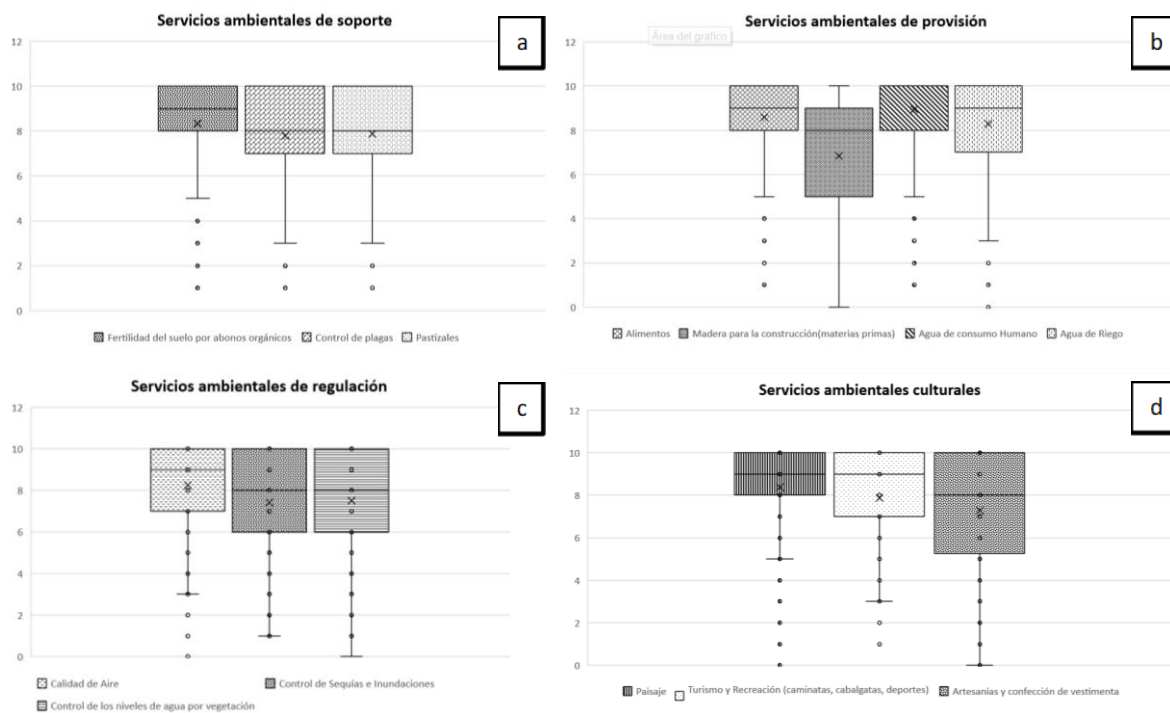 Servicios ambientales de soporte
a
12
10
8
6
4
2
0
Fertilidad del suelo por abonos orgánicos Control de plagas Pastizales
Servicios ambientales de provisión
Área del gráfico
b
12
10
8
6
4
2
0
Alimentos Madera para la construcción(materias primas) Agua de consumo Humano Agua de Riego
Servicios ambientales de regulación
c
12
10
8
6
4
2
0
Calidad de Aire Control de Sequías e Inundaciones
Control de los niveles de agua por vegetación
Servicios ambientales culturales
d
12
10
8
6
4
2
0
Paisaje Turismo y Recreación (caminatas, cabalgatas, deportes) Artesanías y confección de vestimenta